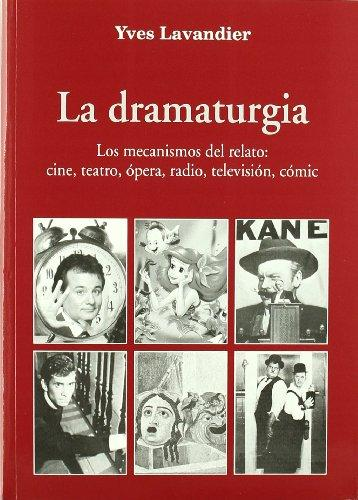 Yves Lavandier
La dramaturgia
Los mecanismos del relato:
cine, teatro, ópera, radio, televisión, cómic
KANE